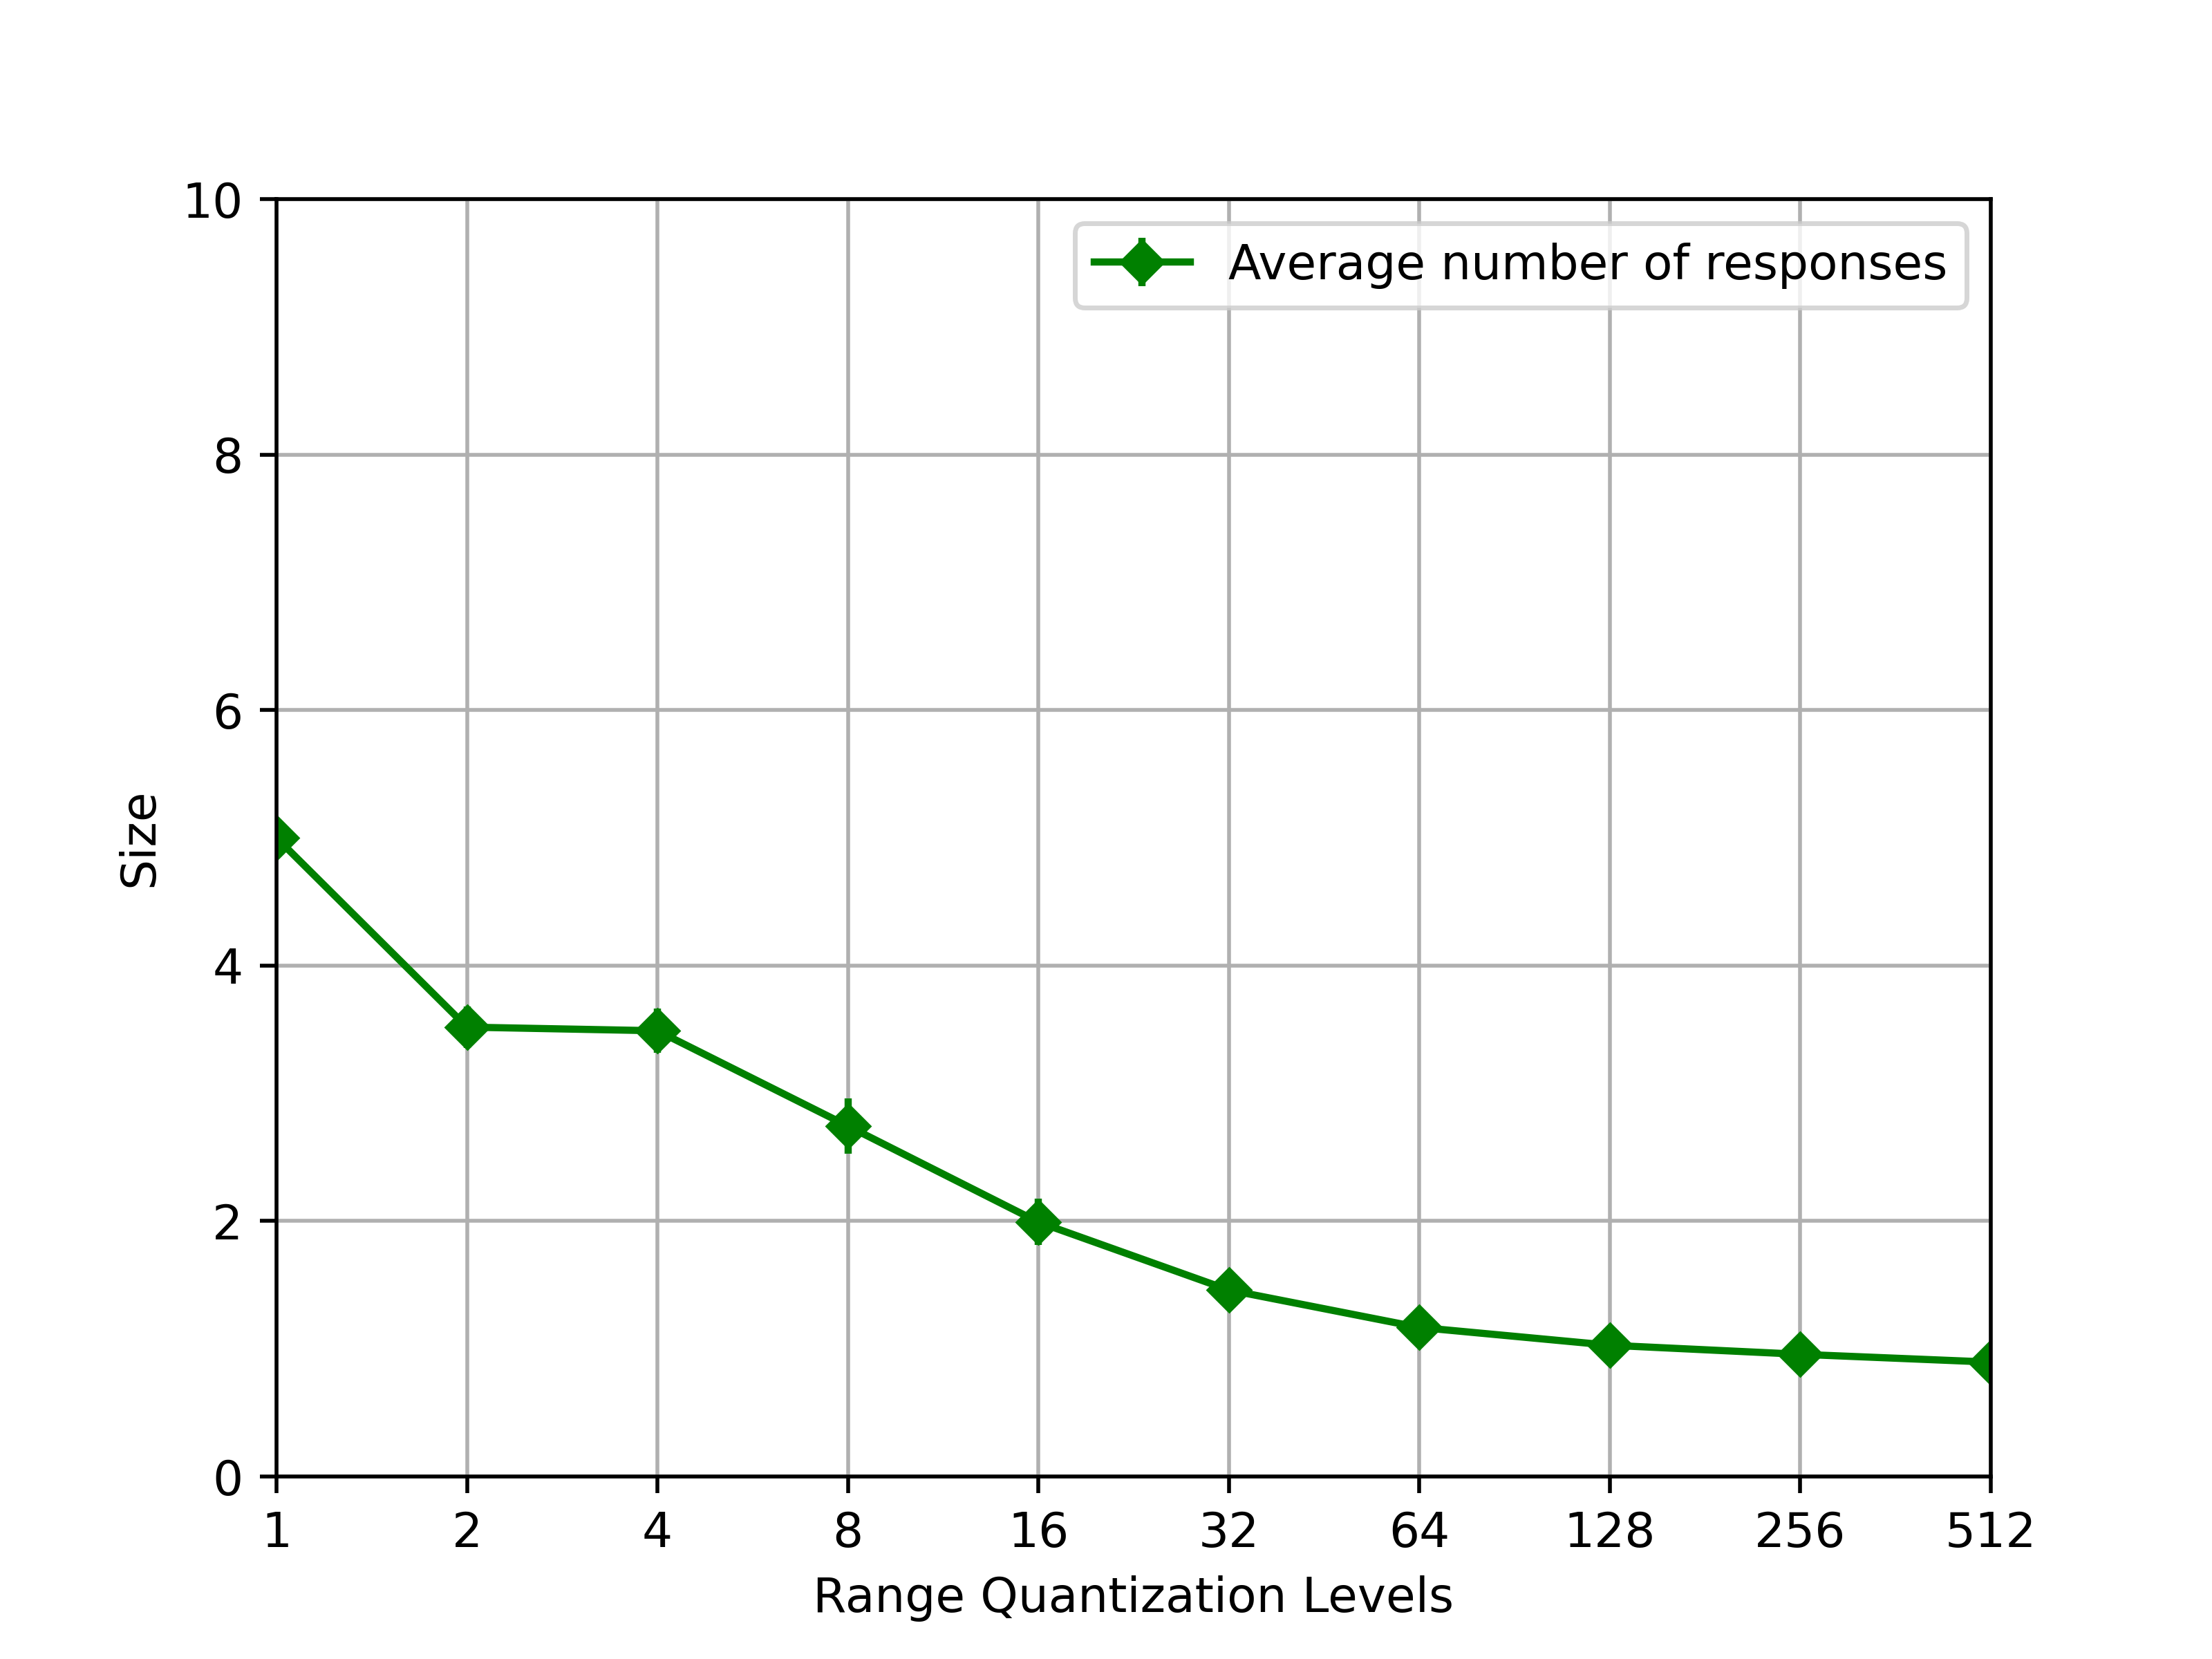 10
8
6
4
2
0
Size
Average number of responses
1 2 4 8 16 32 64 128 256 512
Range Quantization Levels